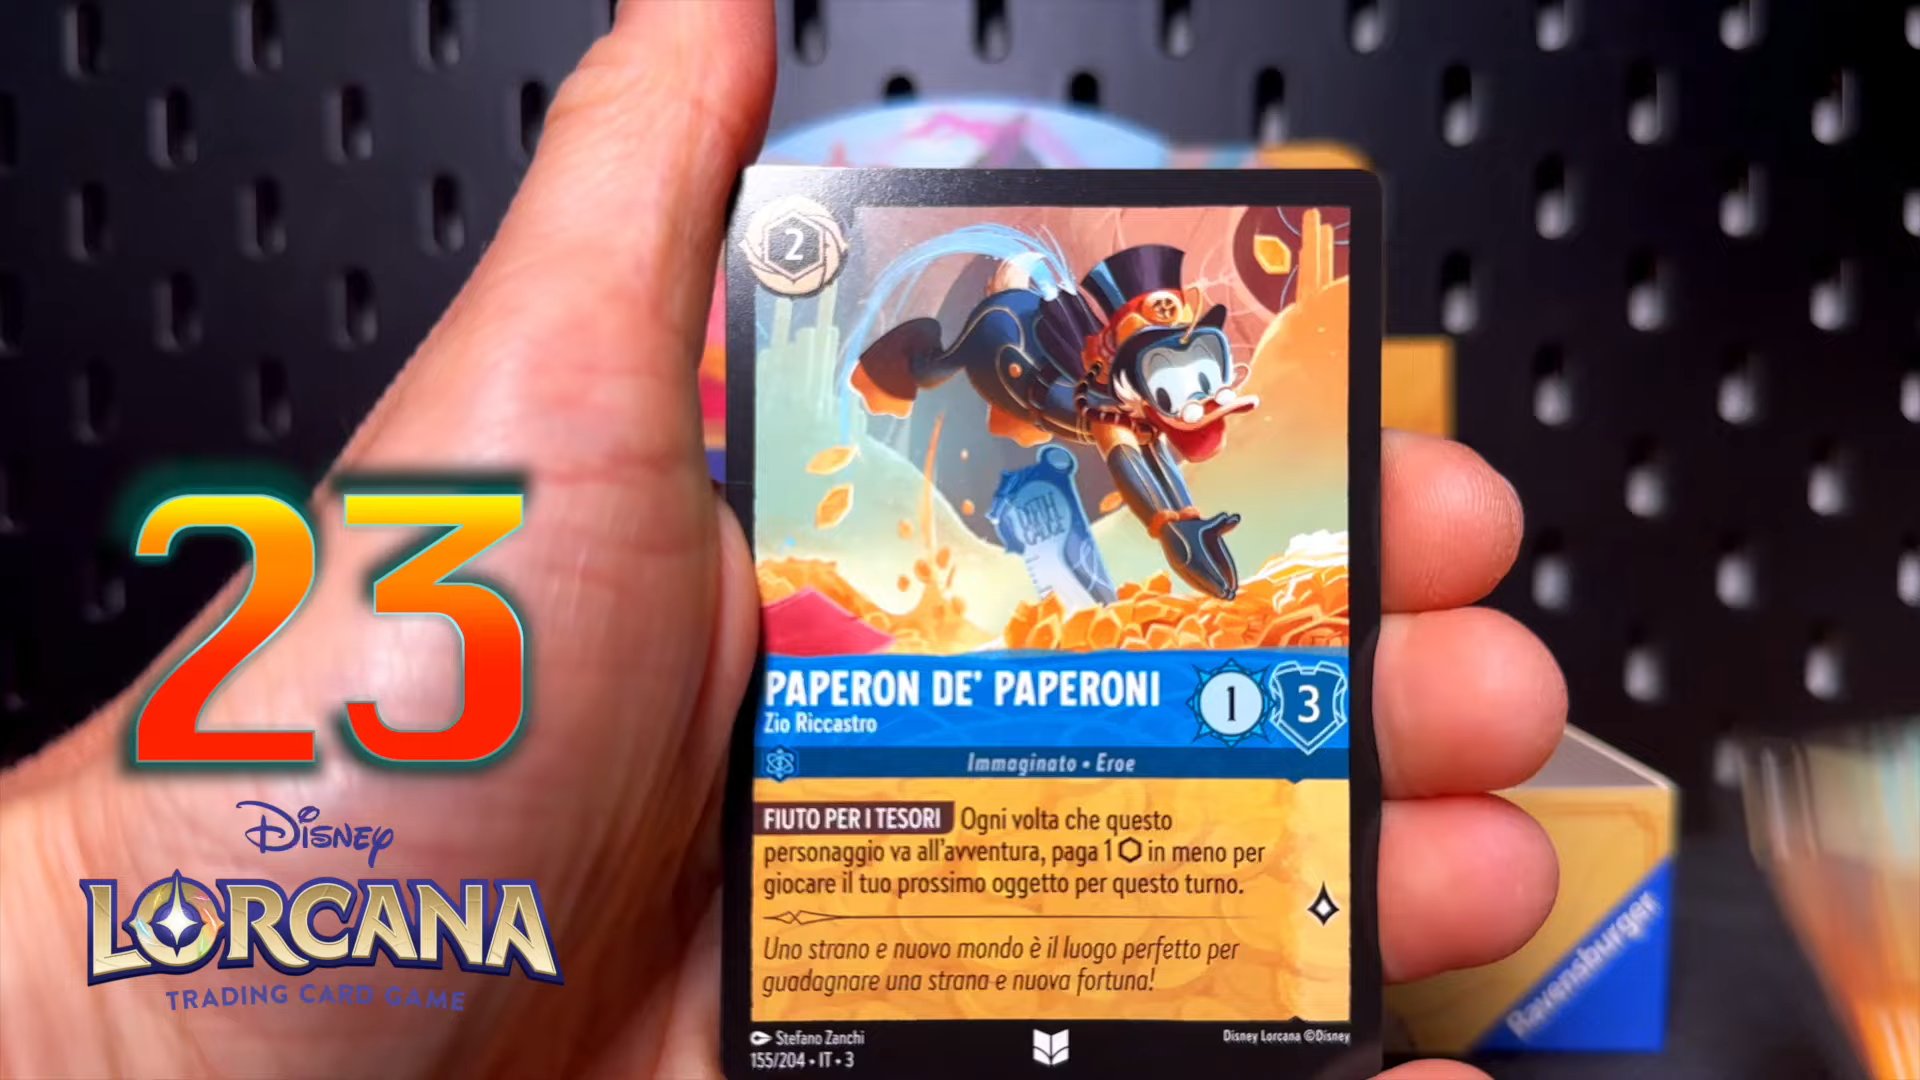 2
PAPERON DE' PAPERONI
Zio Riccastro
1
3
Immaginato • Eroe
FIUTO PER I TESORI Ogni volta che questo
personaggio va all'avventura, paga 1 ⬡ in meno per
giocare il tuo prossimo oggetto per questo turno.
Uno strano e nuovo mondo è il luogo perfetto per
guadagnare una strana e nuova fortuna!
Stefano Zanchi
155/204 • IT • 3
Disney Lorcana ©Disney
23
Disney
LORCANA
TRADING CARD GAME
Ravensburger